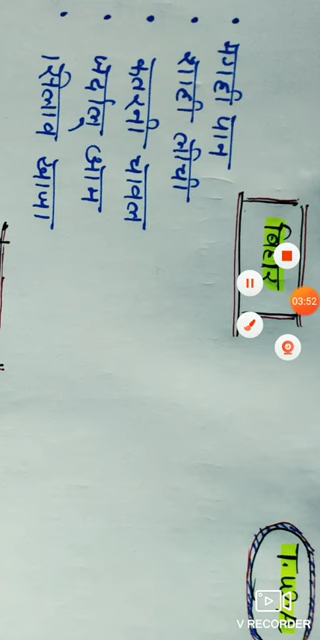 बिहार
मगही पान
शाही लीची
कतरनी चावल
जर्दालु आम
सिलाव खाजा
03:52
V RECORDER